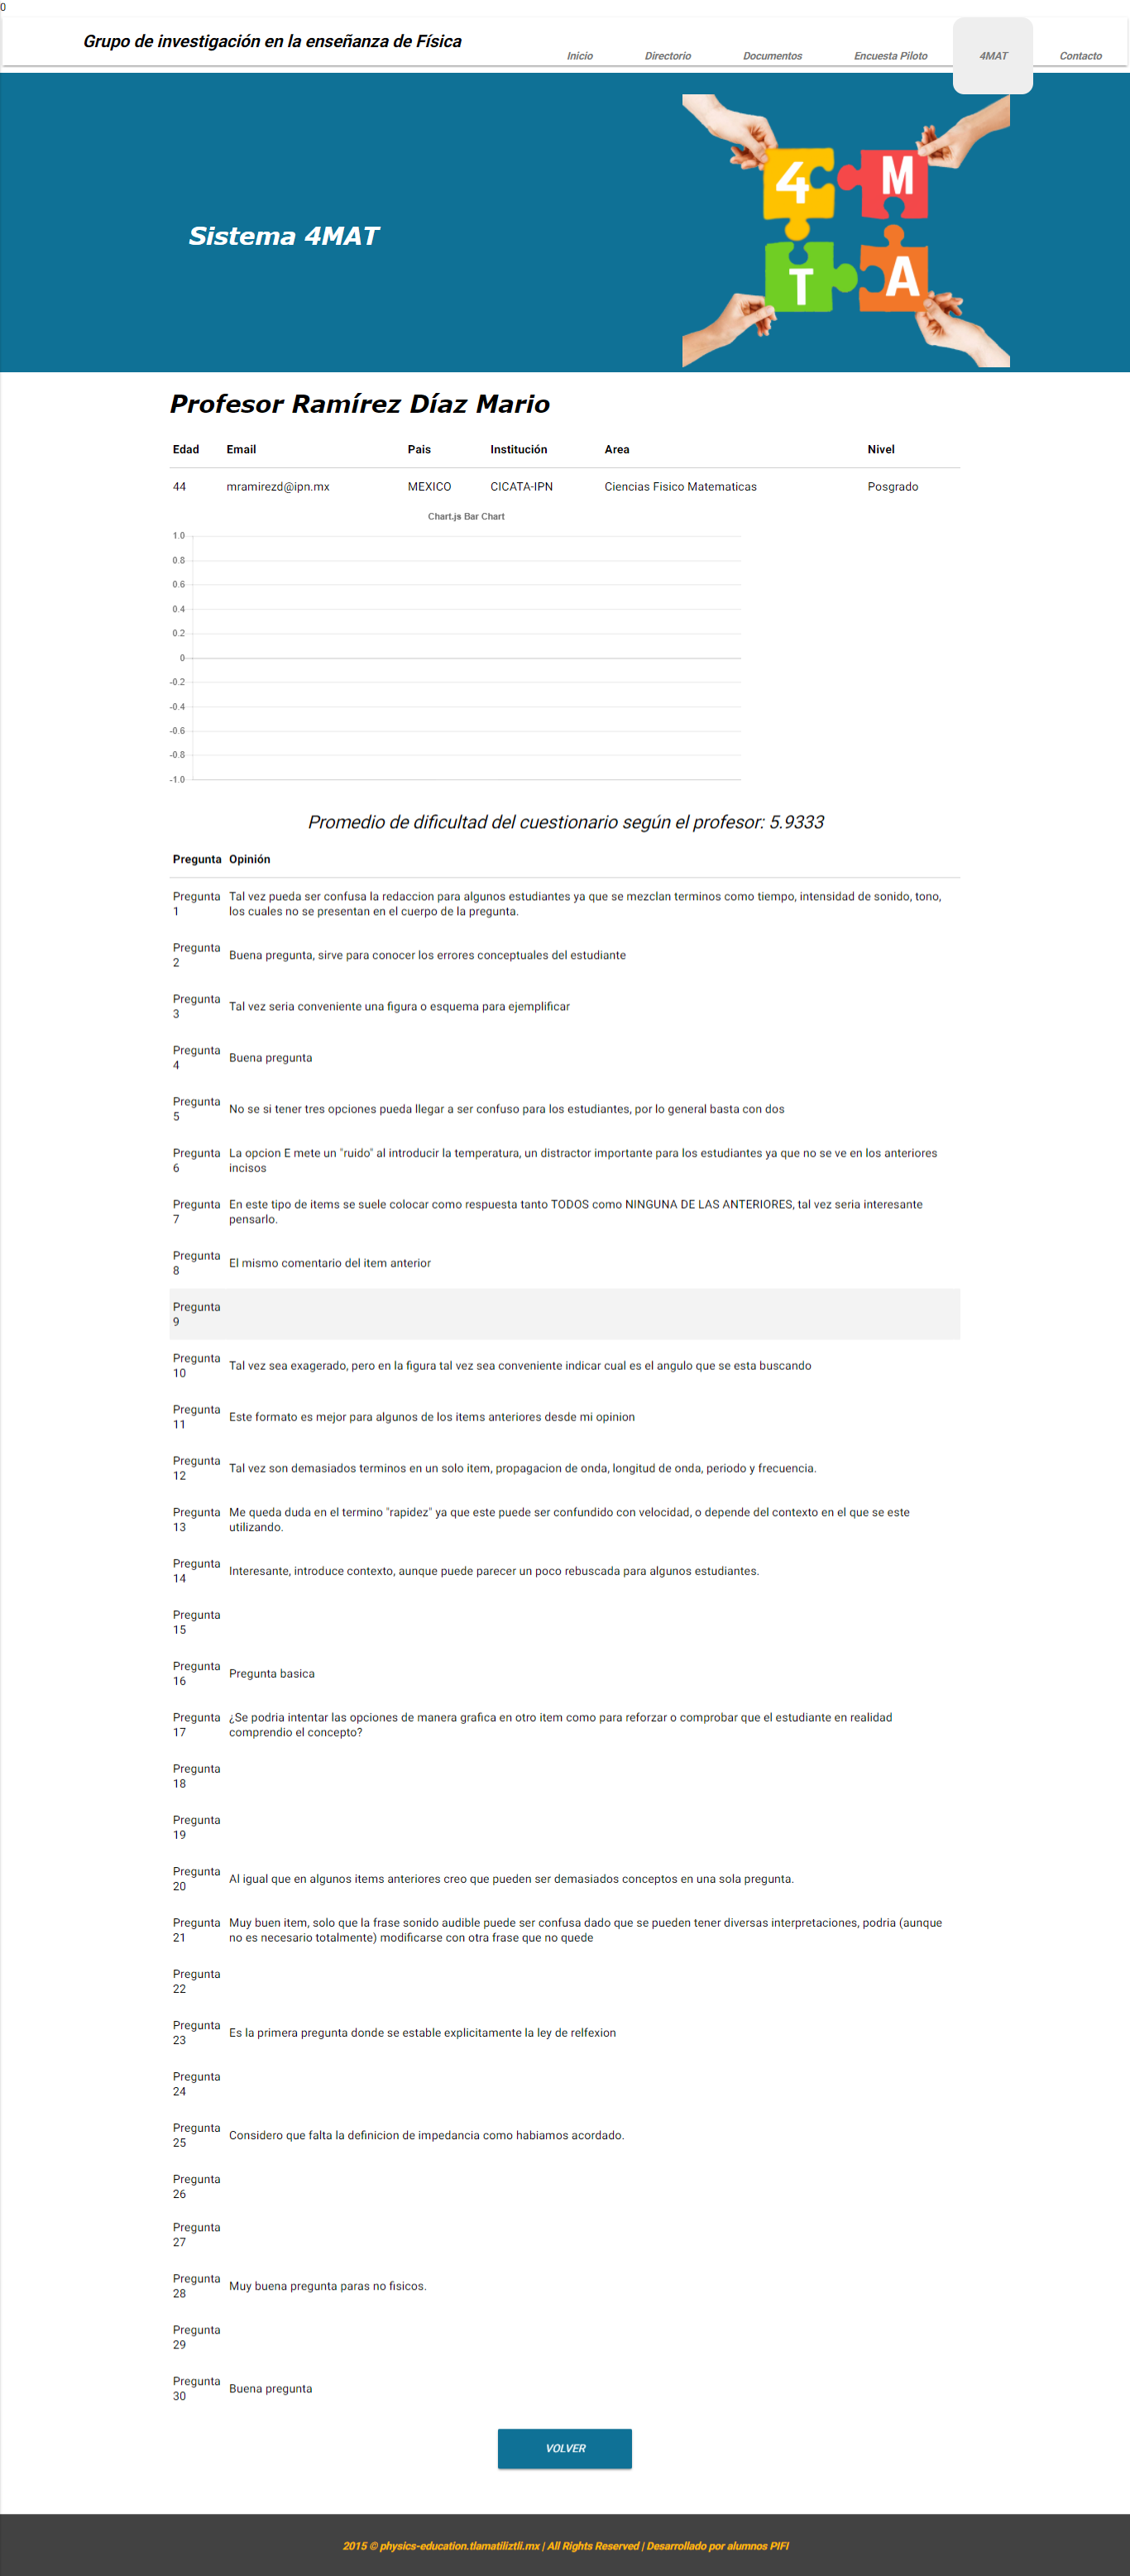 0
Grupo de investigación en la enseñanza de Física
Inicio Directorio Documentos Encuesta Piloto 4MAT Contacto
Sistema 4MAT
4 M
T A
Profesor Ramírez Díaz Mario
Edad Email Pais Institución Area Nivel
44 mramirezd@ipn.mx MEXICO CICATA-IPN Ciencias Fisico Matematicas Posgrado
Chart.js Bar Chart
1.0
0.8
0.6
0.4
0.2
0
-0.2
-0.4
-0.6
-0.8
-1.0
Promedio de dificultad del cuestionario según el profesor: 5.9333
Pregunta Opinión
Pregunta 1 Tal vez pueda ser confusa la redaccion para algunos estudiantes ya que se mezclan terminos como tiempo, intensidad de sonido, tono,
los cuales no se presentan en el cuerpo de la pregunta.
Pregunta 2 Buena pregunta, sirve para conocer los errores conceptuales del estudiante
Pregunta 3 Tal vez seria conveniente una figura o esquema para ejemplificar
Pregunta 4 Buena pregunta
Pregunta 5 No se si tener tres opciones pueda llegar a ser confuso para los estudiantes, por lo general basta con dos
Pregunta 6 La opcion E mete un "ruido" al introducir la temperatura, un distractor importante para los estudiantes ya que no se ve en los anteriores
incisos
Pregunta 7 En este tipo de items se suele colocar como respuesta tanto TODOS como NINGUNA DE LAS ANTERIORES, tal vez seria interesante
pensarlo.
Pregunta 8 El mismo comentario del item anterior
Pregunta 9
Pregunta 10 Tal vez sea exagerado, pero en la figura tal vez sea conveniente indicar cual es el angulo que se esta buscando
Pregunta 11 Este formato es mejor para algunos de los items anteriores desde mi opinion
Pregunta 12 Tal vez son demasiados terminos en un solo item, propagacion de onda, longitud de onda, periodo y frecuencia.
Pregunta 13 Me queda duda en el termino "rapidez" ya que este puede ser confundido con velocidad, o depende del contexto en el que se este
utilizando.
Pregunta 14 Interesante, introduce contexto, aunque puede parecer un poco rebuscada para algunos estudiantes.
Pregunta 15
Pregunta 16 Pregunta basica
Pregunta 17 ¿Se podria intentar las opciones de manera grafica en otro item como para reforzar o comprobar que el estudiante en realidad
comprendio el concepto?
Pregunta 18
Pregunta 19
Pregunta 20 Al igual que en algunos items anteriores creo que pueden ser demasiados conceptos en una sola pregunta.
Pregunta 21 Muy buen item, solo que la frase sonido audible puede ser confusa dado que se pueden tener diversas interpretaciones, podria (aunque
no es necesario totalmente) modificarse con otra frase que no quede
Pregunta 22
Pregunta 23 Es la primera pregunta donde se estable explicitamente la ley de relfexion
Pregunta 24
Pregunta 25 Considero que falta la definicion de impedancia como habiamos acordado.
Pregunta 26
Pregunta 27
Pregunta 28 Muy buena pregunta paras no fisicos.
Pregunta 29
Pregunta 30 Buena pregunta
VOLVER
2015 © physics-education.tlamatiliztli.mx | All Rights Reserved | Desarrollado por alumnos PIFI